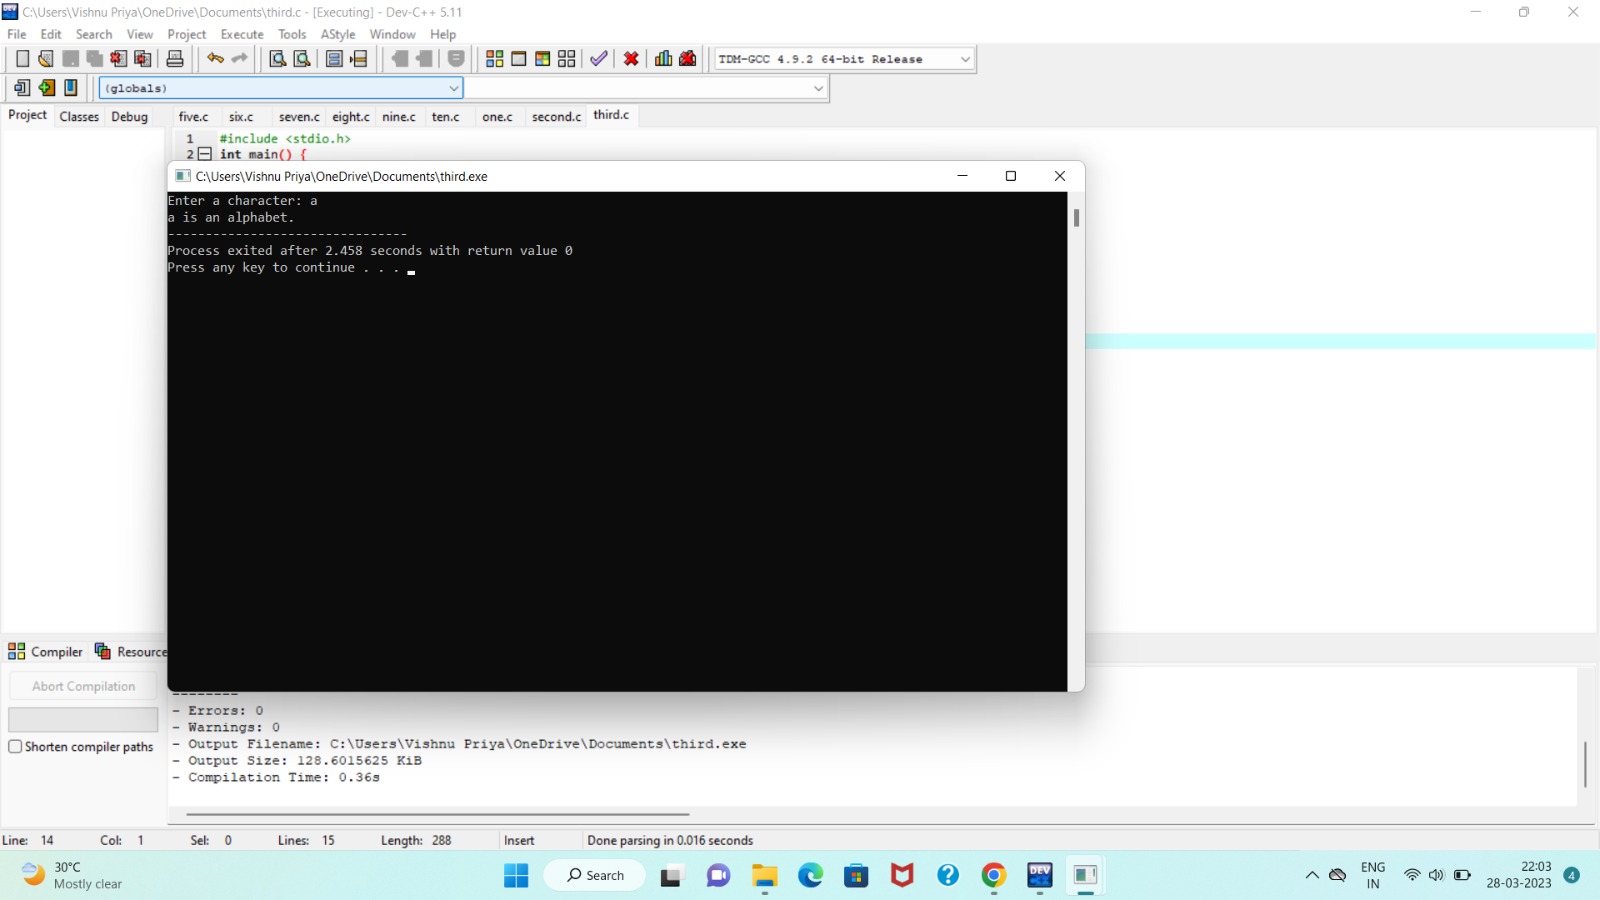 C:\Users\Vishnu Priya\OneDrive\Documents\third.c - [Executing] - Dev-C++ 5.11
File Edit Search View Project Execute Tools AStyle Window Help
TDM-GCC 4.9.2 64-bit Release
(globals)
Project Classes Debug five.c six.c seven.c eight.c nine.c ten.c one.c second.c third.c
1 #include <stdio.h>
2 int main() {
C:\Users\Vishnu Priya\OneDrive\Documents\third.exe
Enter a character: a
a is an alphabet.
--------------------------------
Process exited after 2.458 seconds with return value 0
Press any key to continue . . .
Compiler Resource
Abort Compilation
--------
- Errors: 0
- Warnings: 0
Shorten compiler paths
- Output Filename: C:\Users\Vishnu Priya\OneDrive\Documents\third.exe
- Output Size: 128.6015625 KiB
- Compilation Time: 0.36s
Line: 14 Col: 1 Sel: 0 Lines: 15 Length: 288 Insert Done parsing in 0.016 seconds
30°C
Mostly clear
Search
DEV
ENG
IN
22:03
28-03-2023
4